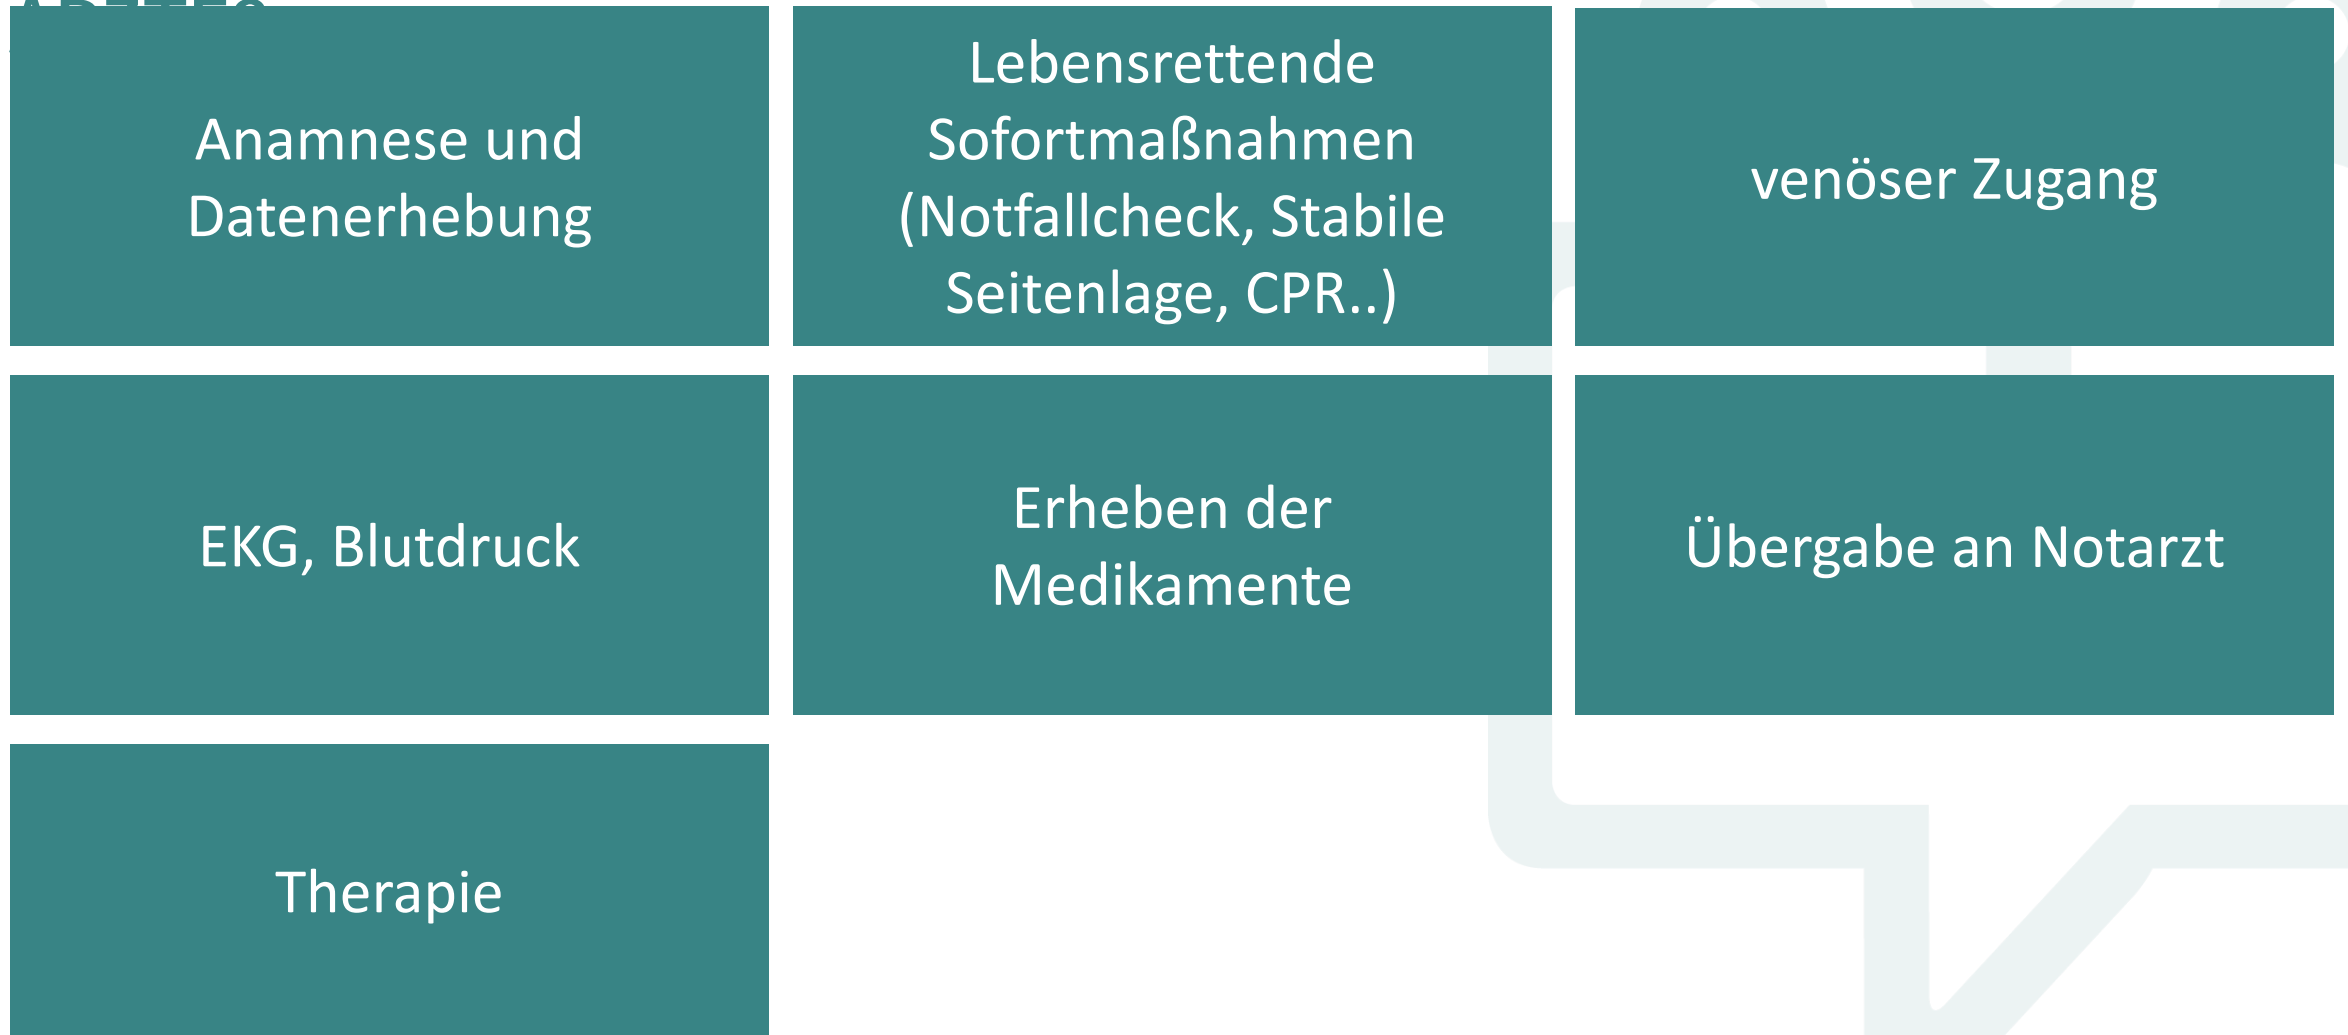 Anamnese und
Datenerhebung
Lebensrettende
Sofortmaßnahmen
(Notfallcheck, Stabile
Seitenlage, CPR..)
venöser Zugang
EKG, Blutdruck
Erheben der
Medikamente
Übergabe an Notarzt
Therapie